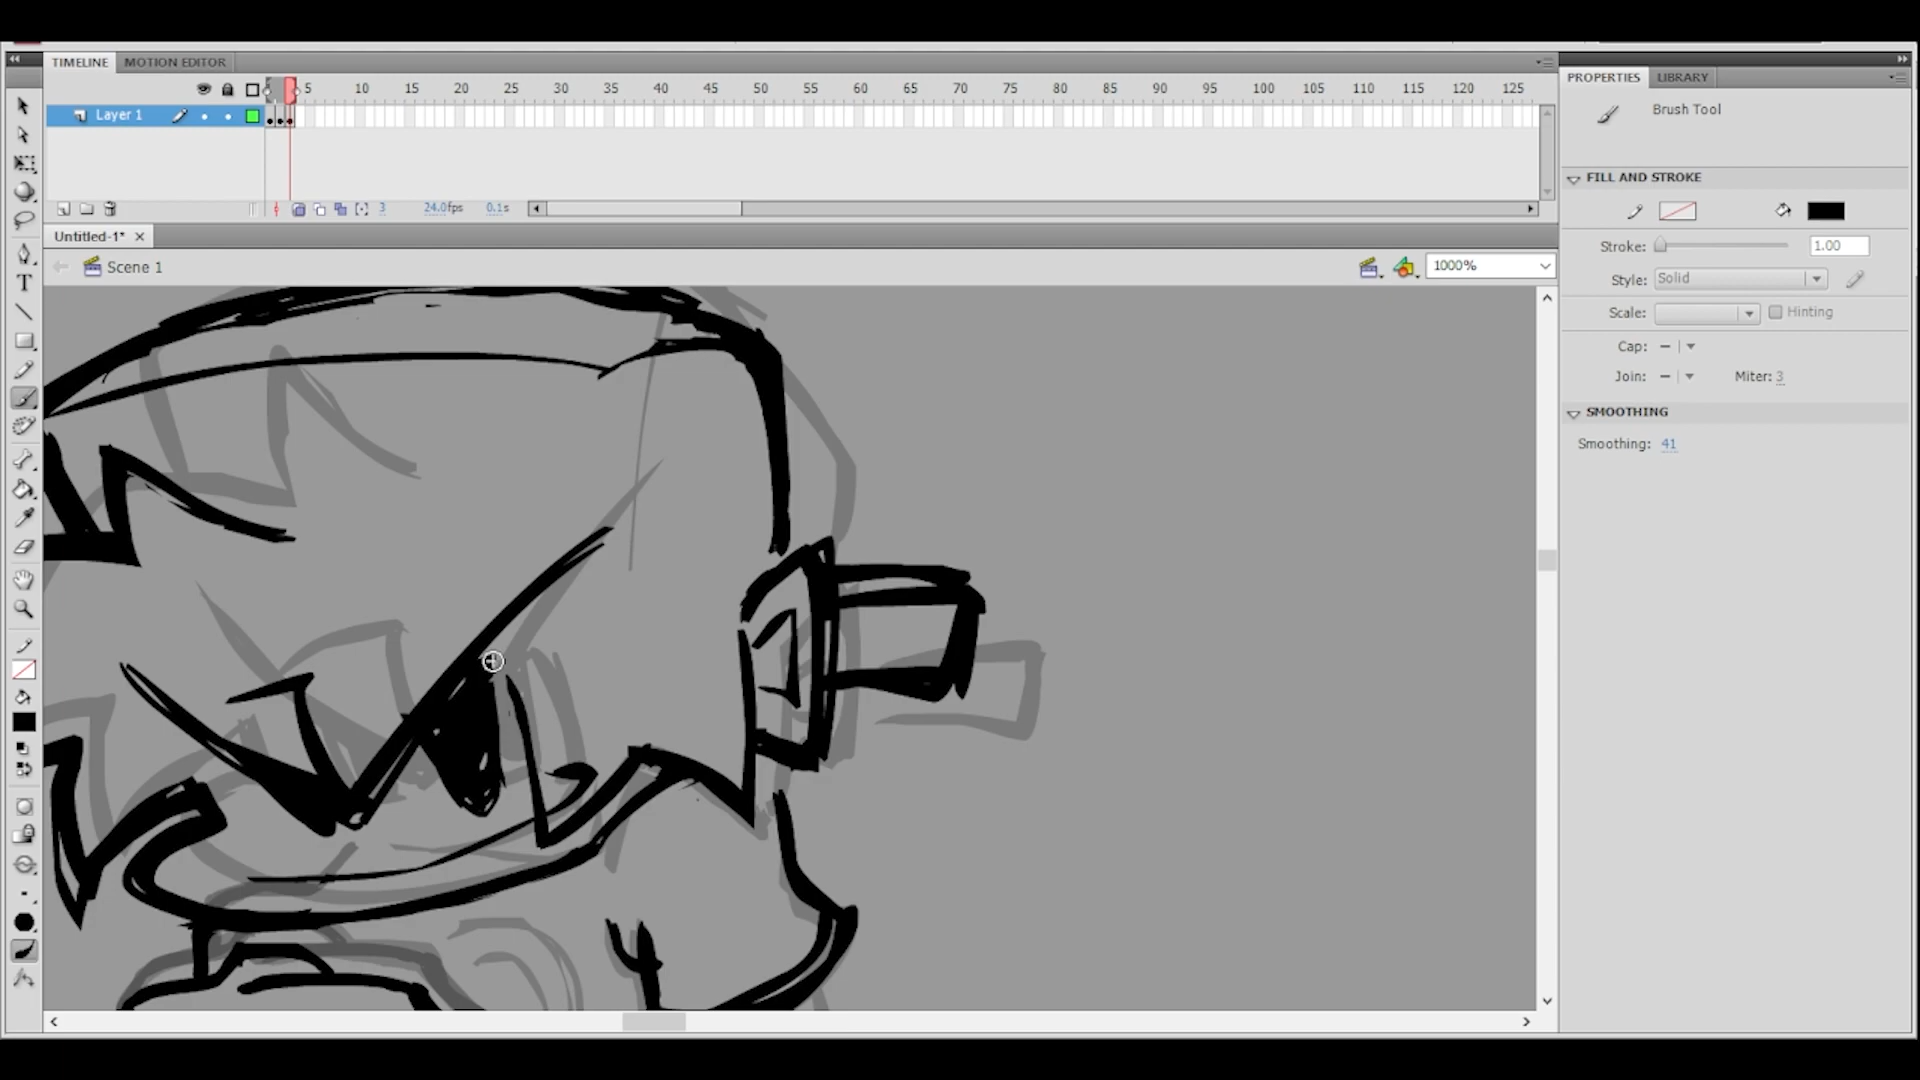 TIMELINE MOTION EDITOR
5 10 15 20 25 30 35 40 45 50 55 60 65 70 75 80 85 90 95 100 105 110 115 120 125
Layer 1
3 24.0fps 0.1s
Untitled-1*
Scene 1
1000%
T
PROPERTIES LIBRARY
Brush Tool
FILL AND STROKE
Stroke: 1.00
Style: Solid
Scale: Hinting
Cap:
Join: Miter: 3
SMOOTHING
Smoothing: 41